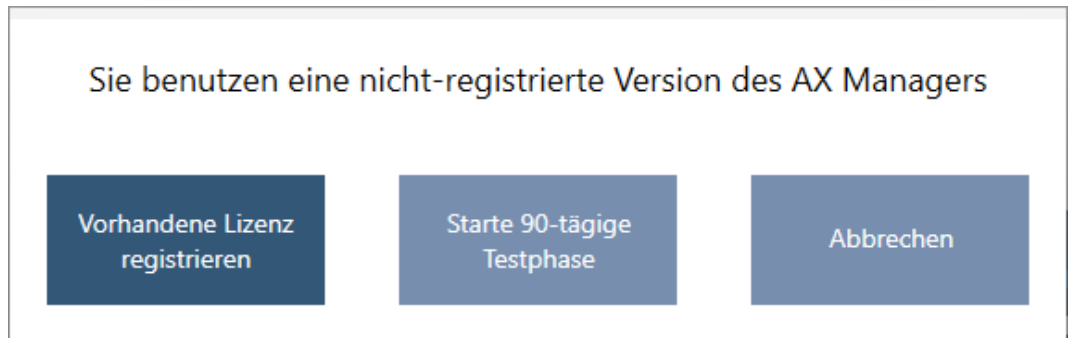 Sie benutzen eine nicht-registrierte Version des AX Managers
Vorhandene Lizenz
registrieren
Starte 90-tägige
Testphase
Abbrechen